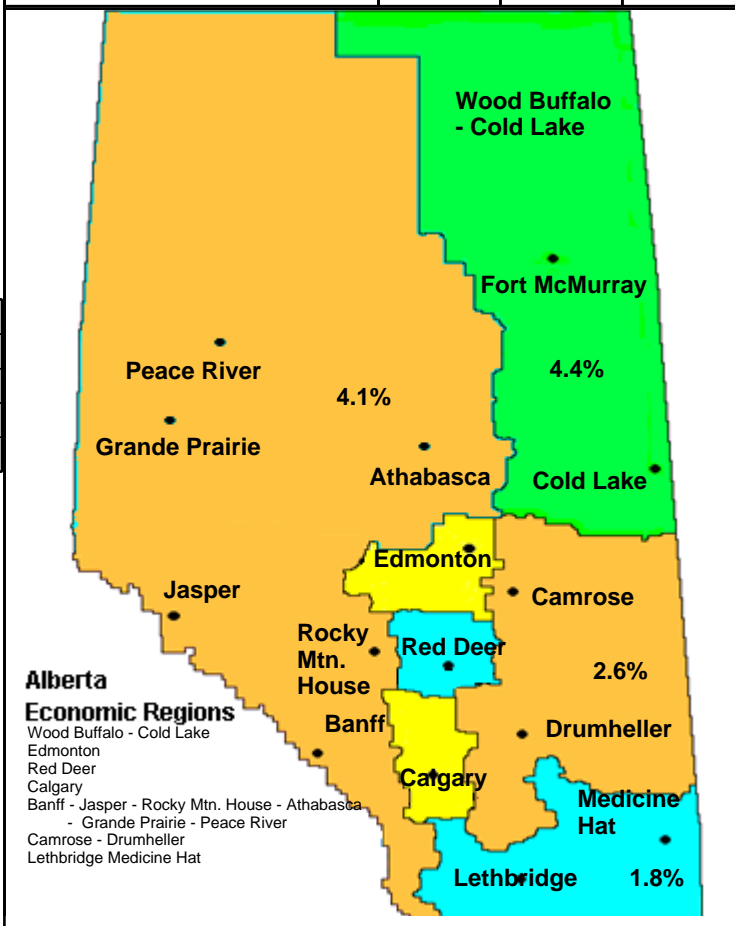 Wood Buffalo
- Cold Lake
Fort McMurray
Peace River
4.4%
4.1%
Grande Prairie
Athabasca
Cold Lake
Edmonton
Jasper
Camrose
Rocky
Mtn.
House
Red Deer
2.6%
Banff
Drumheller
Calgary
Medicine
Hat
Lethbridge
1.8%
Alberta
Economic Regions
Wood Buffalo - Cold Lake
Edmonton
Red Deer
Calgary
Banff - Jasper - Rocky Mtn. House - Athabasca
- Grande Prairie - Peace River
Camrose - Drumheller
Lethbridge Medicine Hat